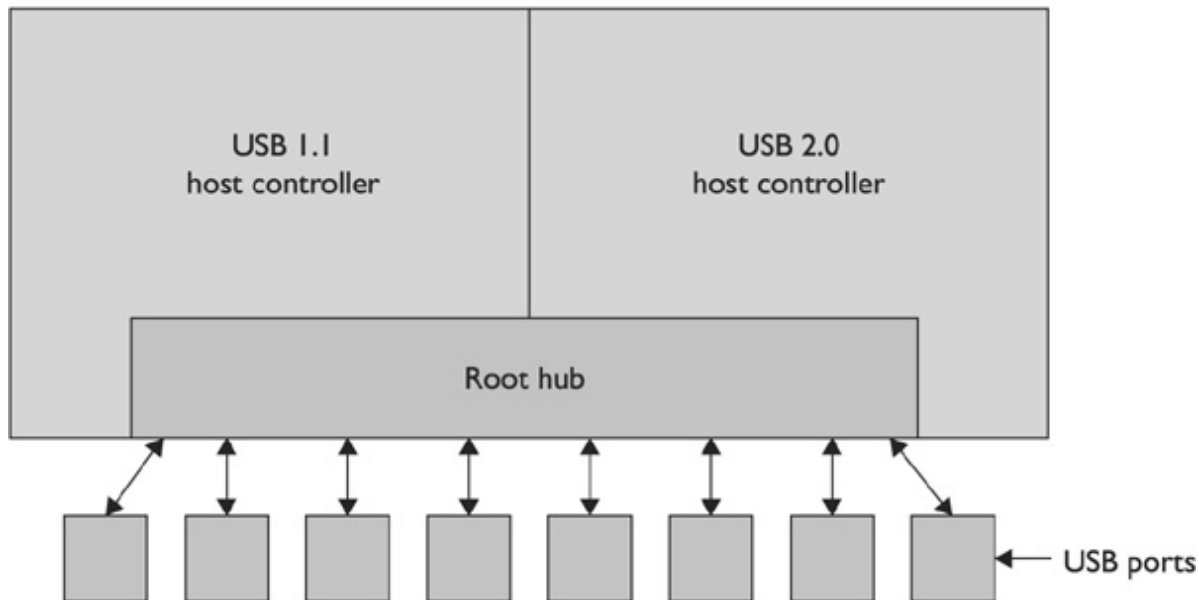 USB 1.1
host controller
USB 2.0
host controller
Root hub
USB ports